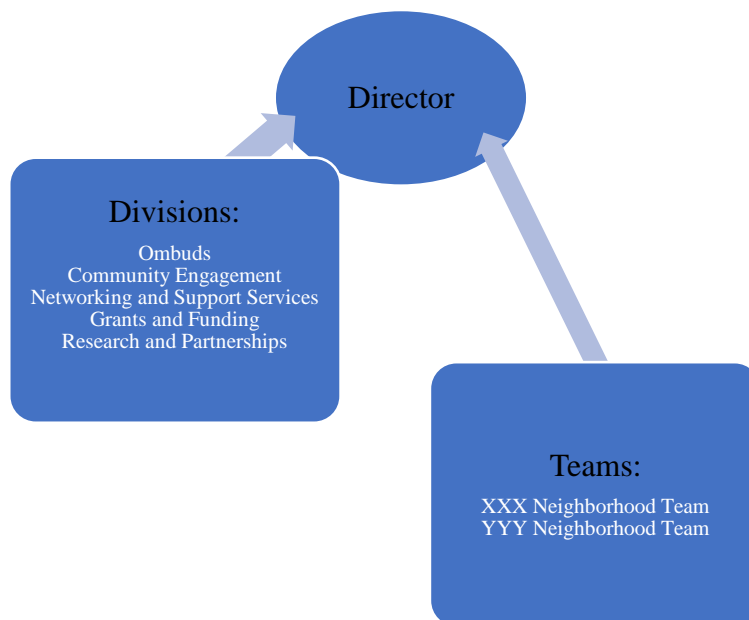 Director
Divisions:
Ombuds
Community Engagement
Networking and Support Services
Grants and Funding
Research and Partnerships
Teams:
XXX Neighborhood Team
YYY Neighborhood Team